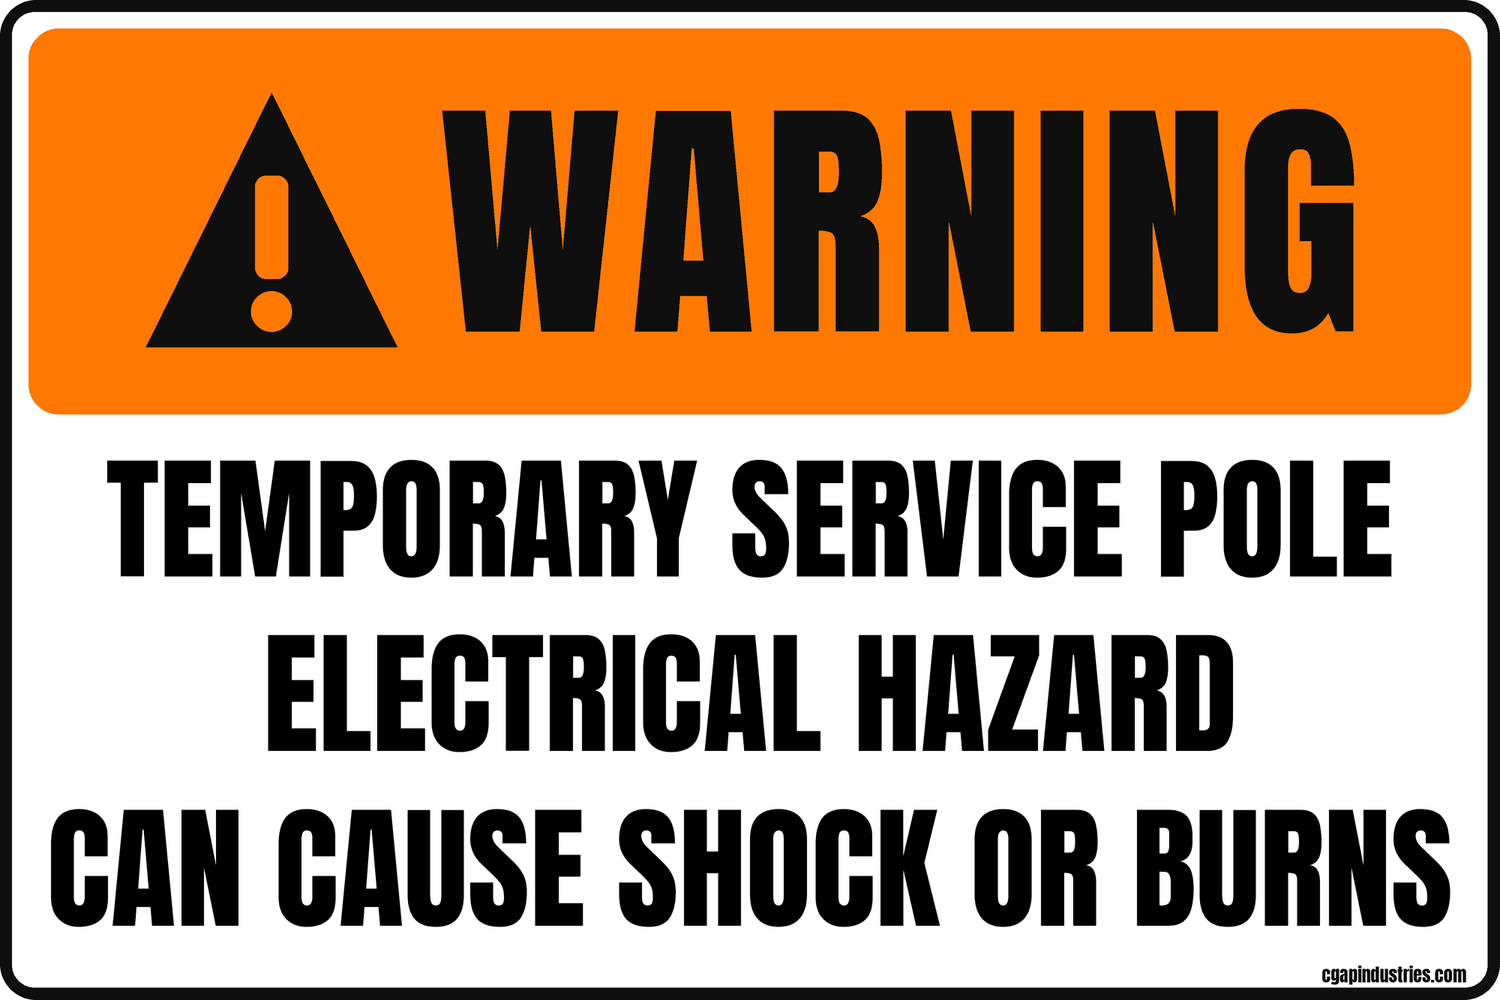 WARNING
TEMPORARY SERVICE POLE
ELECTRICAL HAZARD
CAN CAUSE SHOCK OR BURNS
cgapindustries.com